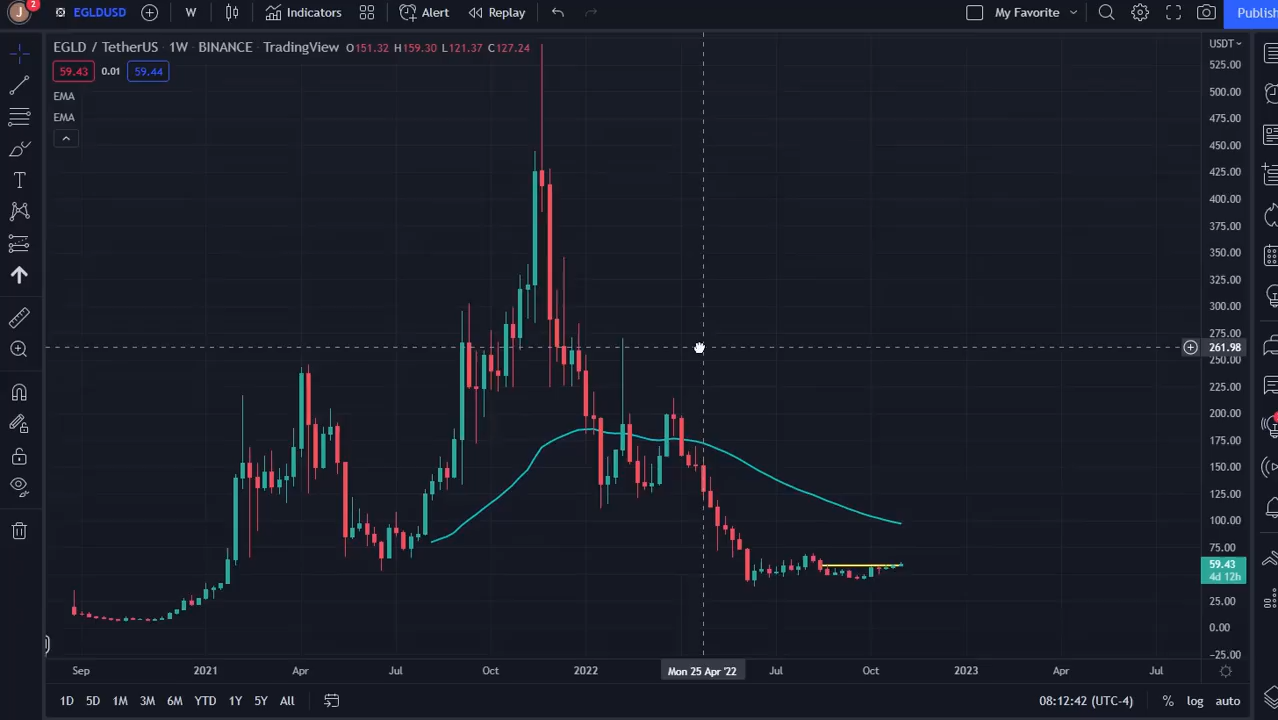 J 2 EGLDUSD W Indicators Alert Replay My Favorite Publish
EGLD / TetherUS · 1W · BINANCE · TradingView O151.32 H159.30 L121.37 C127.24
59.43 0.01 59.44
EMA
EMA
USDT
525.00
500.00
475.00
450.00
425.00
400.00
375.00
350.00
325.00
300.00
275.00
261.98
250.00
225.00
200.00
175.00
150.00
125.00
100.00
75.00
59.43
4d 12h
25.00
0.00
−25.00
Sep 2021 Apr Jul Oct 2022 Mon 25 Apr '22 Jul Oct 2023 Apr Jul
1D 5D 1M 3M 6M YTD 1Y 5Y All 08:12:42 (UTC-4) % log auto